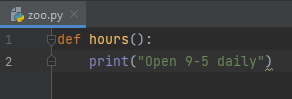 zoo.py
1 def hours():
2 print("Open 9-5 daily")